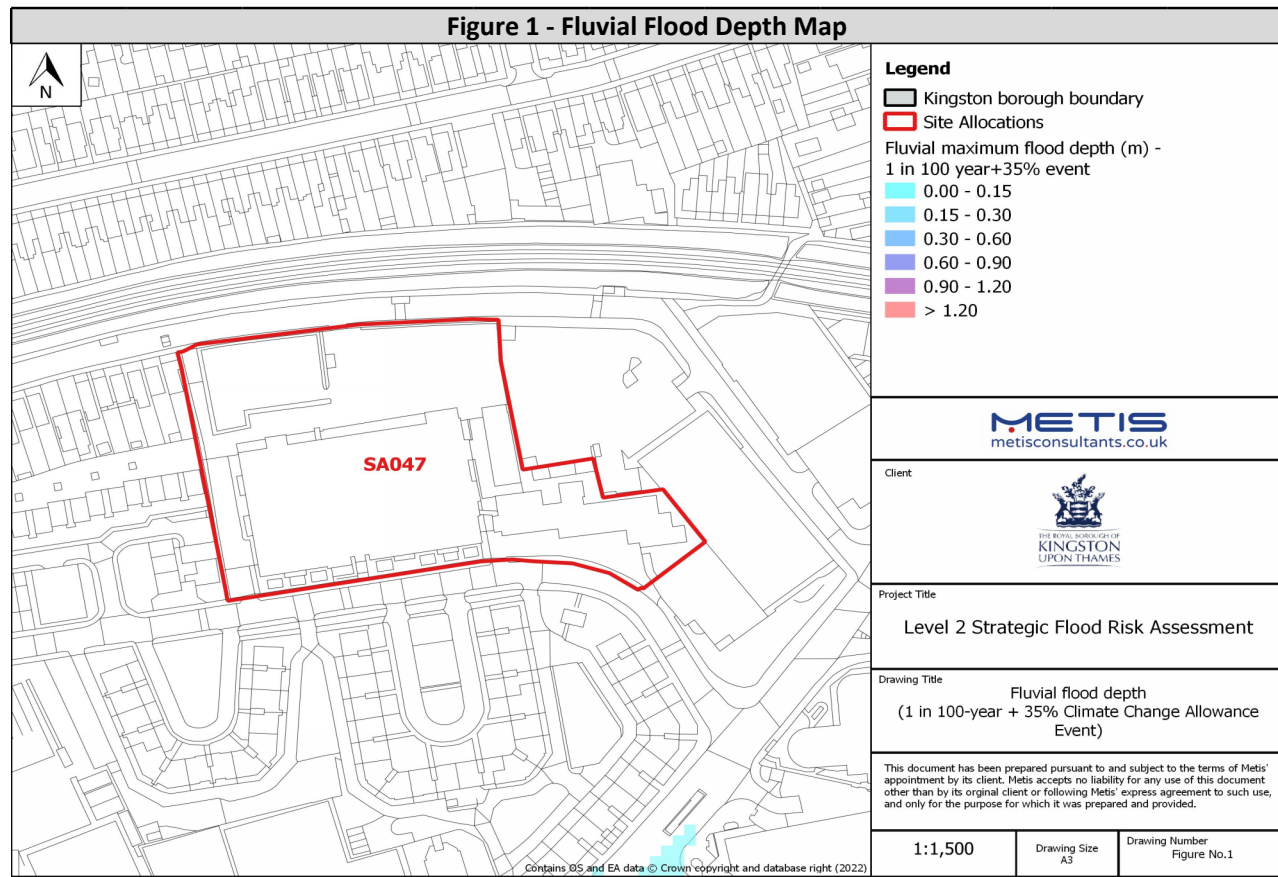 Figure 1 - Fluvial Flood Depth Map
N
SA047
Contains OS and EA data © Crown copyright and database right (2022)
Legend
Kingston borough boundary
Site Allocations
Fluvial maximum flood depth (m) -
1 in 100 year+35% event
0.00 - 0.15
0.15 - 0.30
0.30 - 0.60
0.60 - 0.90
0.90 - 1.20
> 1.20
METIS
metisconsultants.co.uk
Client
THE ROYAL BOROUGH OF
KINGSTON
UPON THAMES
Project Title
Level 2 Strategic Flood Risk Assessment
Drawing Title
Fluvial flood depth
(1 in 100-year + 35% Climate Change Allowance
Event)
This document has been prepared pursuant to and subject to the terms of Metis'
appointment by its client. Metis accepts no liability for any use of this document
other than by its orginal client or following Metis' express agreement to such use,
and only for the purpose for which it was prepared and provided.
1:1,500
Drawing Size
A3
Drawing Number
Figure No.1